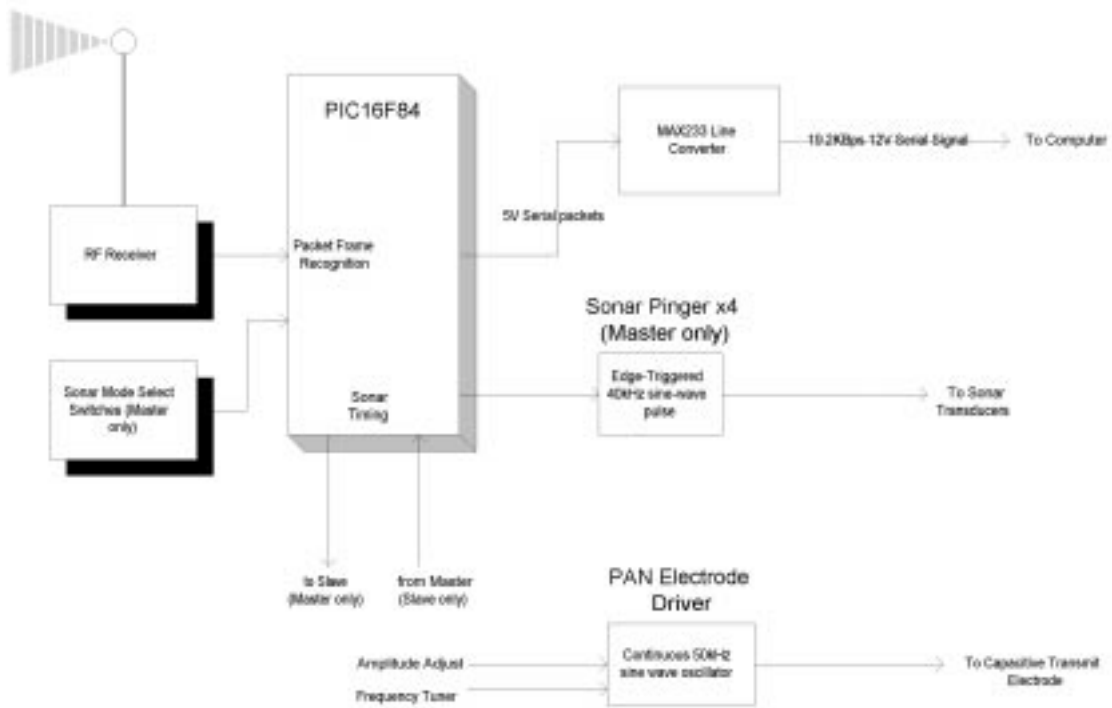 PIC16F84
MAX233 Line
Converter
19.2KBps 12V Serial Signal
To Computer
5V Serial packets
RF Receiver
Packet Frame
Recognition
Sonar Pinger x4
(Master only)
Sonar Mode Select
Switches (Master
only)
Sonar
Timing
Edge-Triggered
40kHz sine-wave
pulse
To Sonar
Transducers
to Slave
(Master only)
from Master
(Slave only)
PAN Electrode
Driver
Amplitude Adjust
Frequency Tuner
Continuous 50kHz
sine wave oscillator
To Capacitive Transmit
Electrode